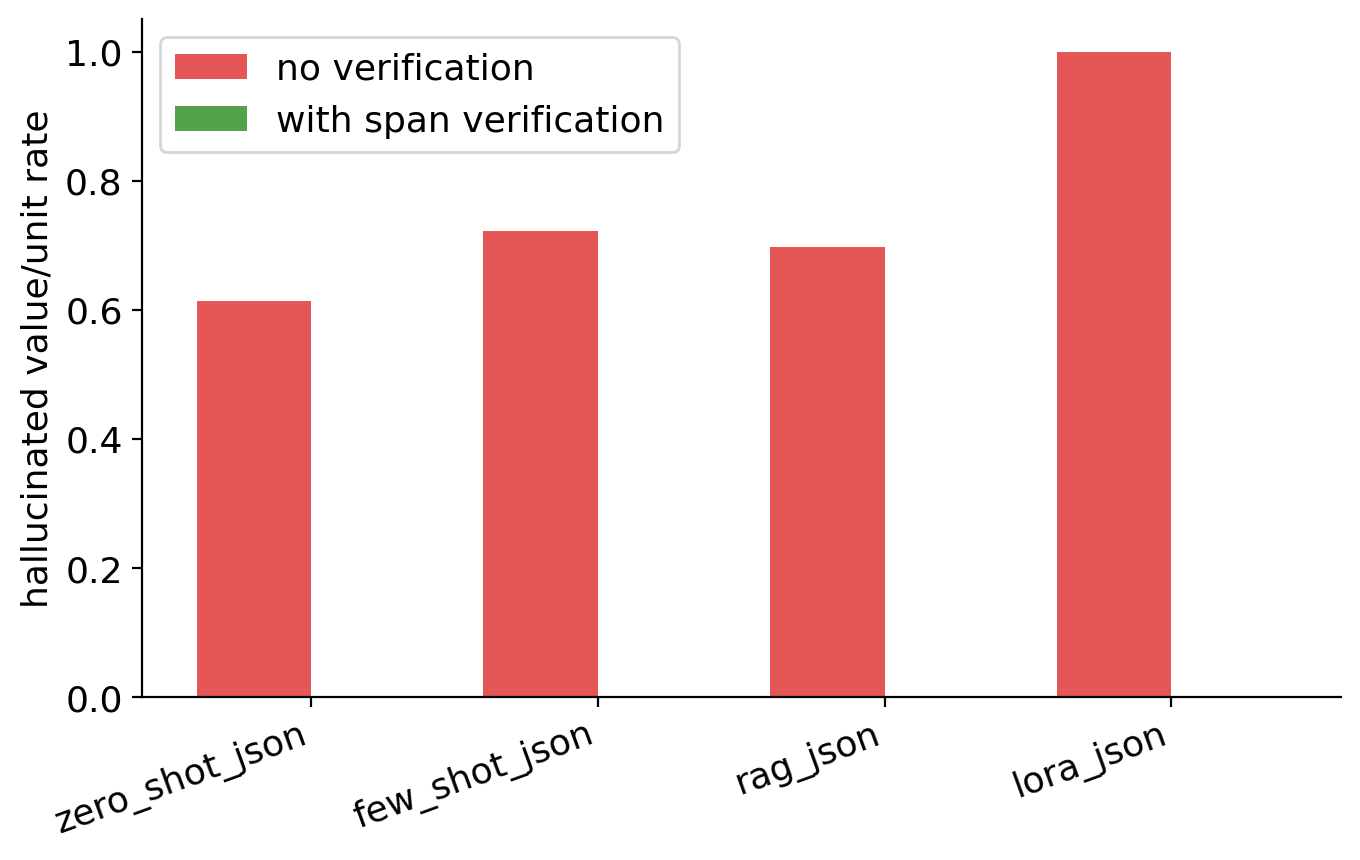 no verification
with span verification
hallucinated value/unit rate
1.0
0.8
0.6
0.4
0.2
0.0
zero_shot_json
few_shot_json
rag_json
lora_json